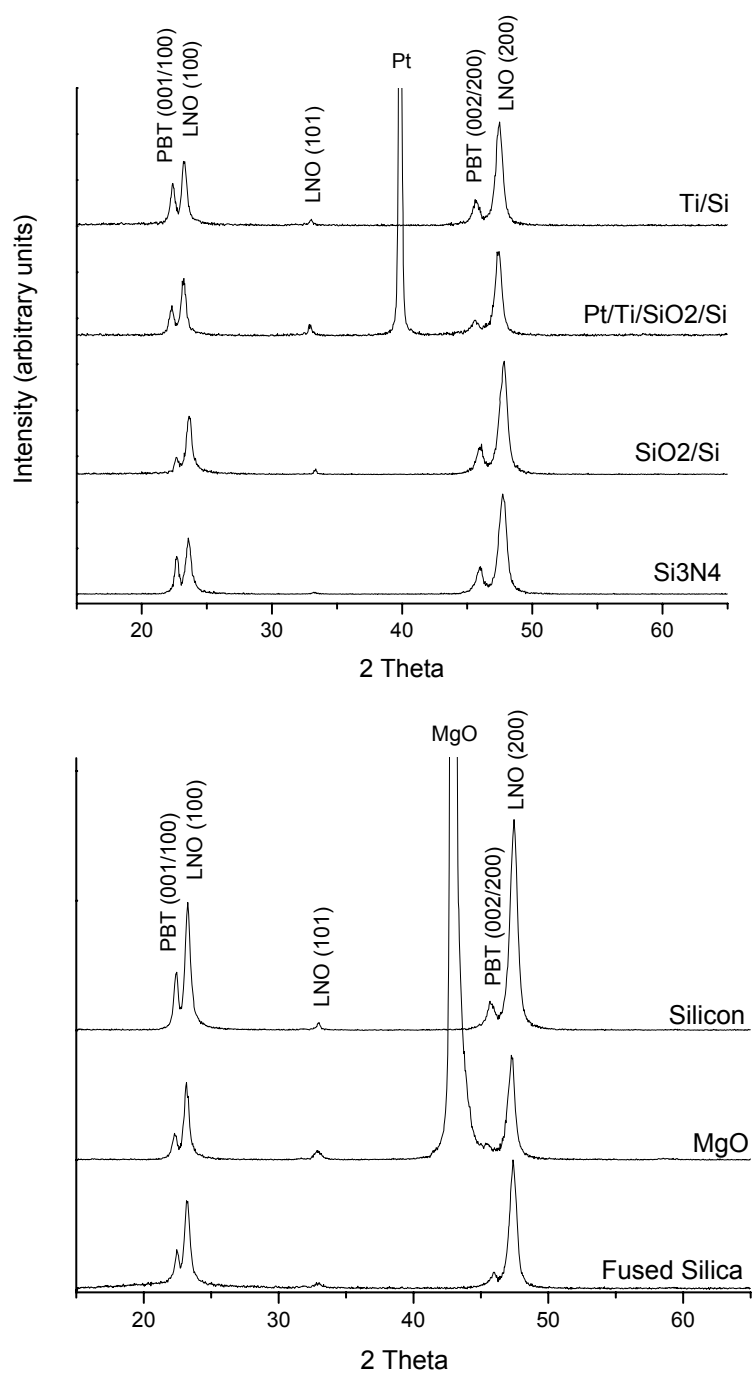 PBT (001/100)
LNO (100)
LNO (101)
Pt
PBT (002/200)
LNO (200)
Ti/Si
Pt/Ti/SiO2/Si
SiO2/Si
Si3N4
Intensity (arbitrary units)
20 30 40 50 60
2 Theta
PBT (001/100)
LNO (100)
LNO (101)
MgO
PBT (002/200)
LNO (200)
Silicon
MgO
Fused Silica
20 30 40 50 60
2 Theta